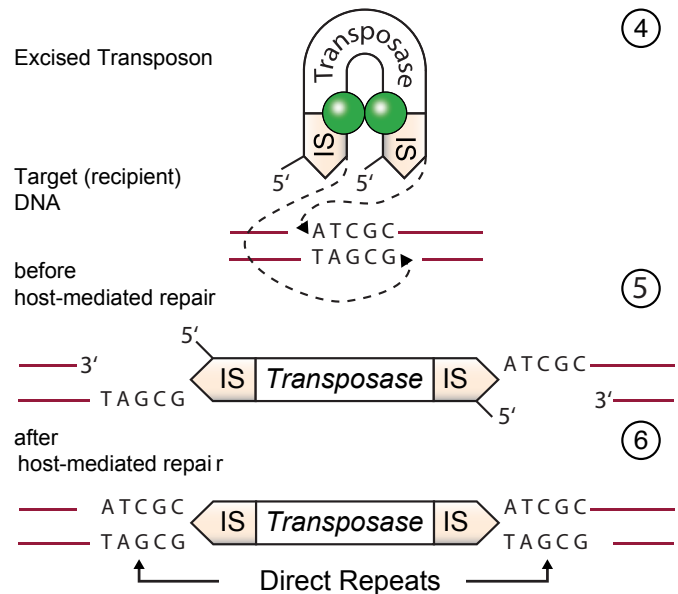 4
Excised Transposon
Transposase
IS
IS
5'
5'
Target (recipient)
DNA
ATCGC
TAGCG
before
host-mediated repair
5
5'
3'
IS
Transposase
IS
ATCGC
TAGCG
5'
3'
after
host-mediated repair
6
ATCGC
IS
Transposase
IS
ATCGC
TAGCG
TAGCG
Direct Repeats